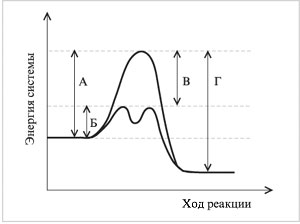 Энергия системы
А
Б
В
Г
Ход реакции